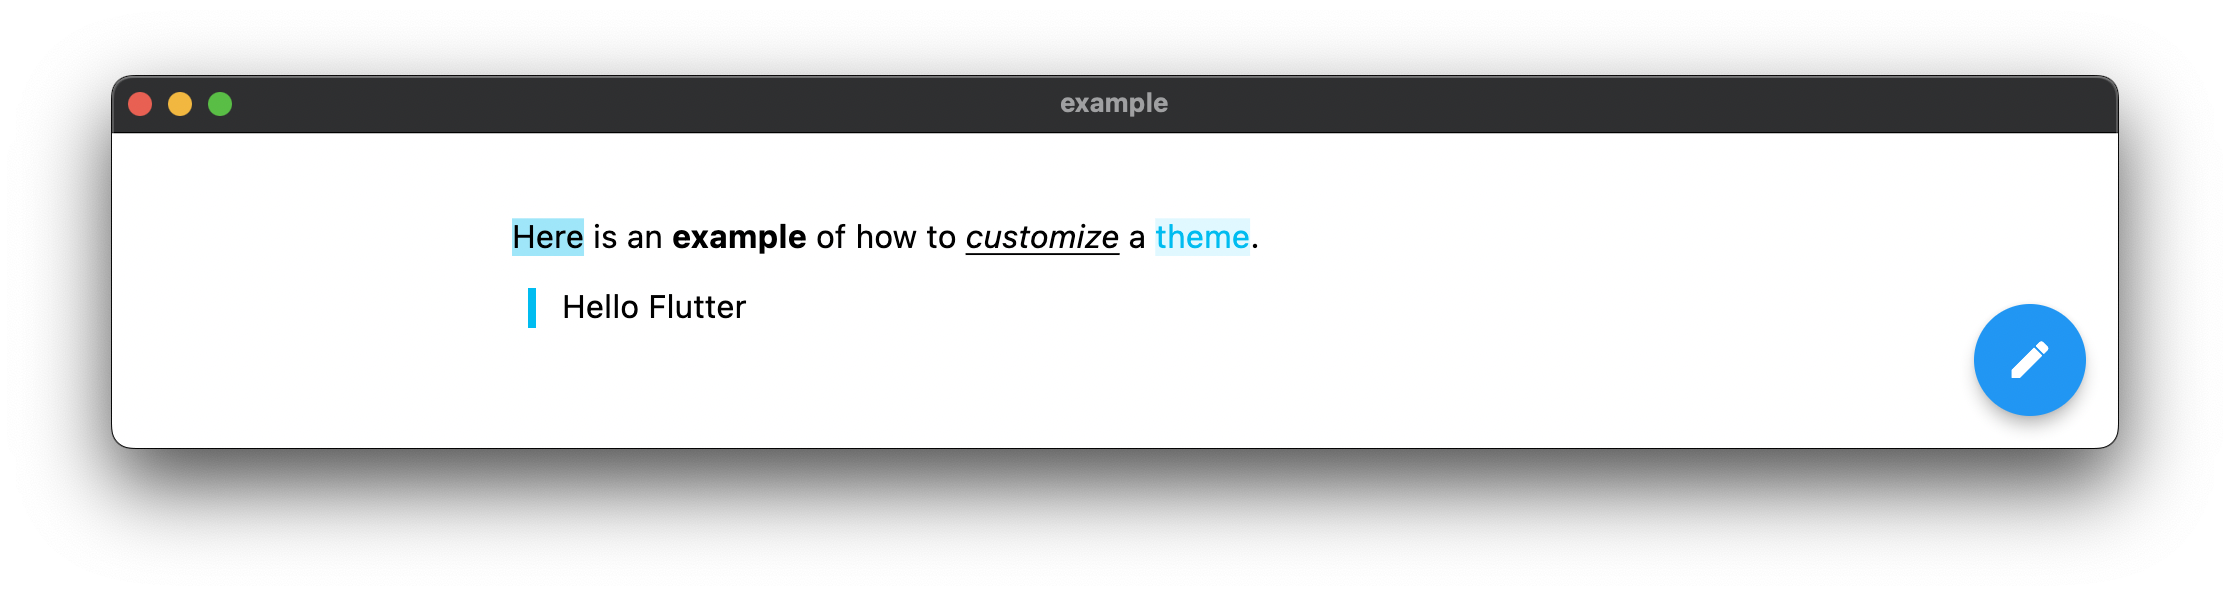 example
Here is an example of how to customize a theme.
Hello Flutter